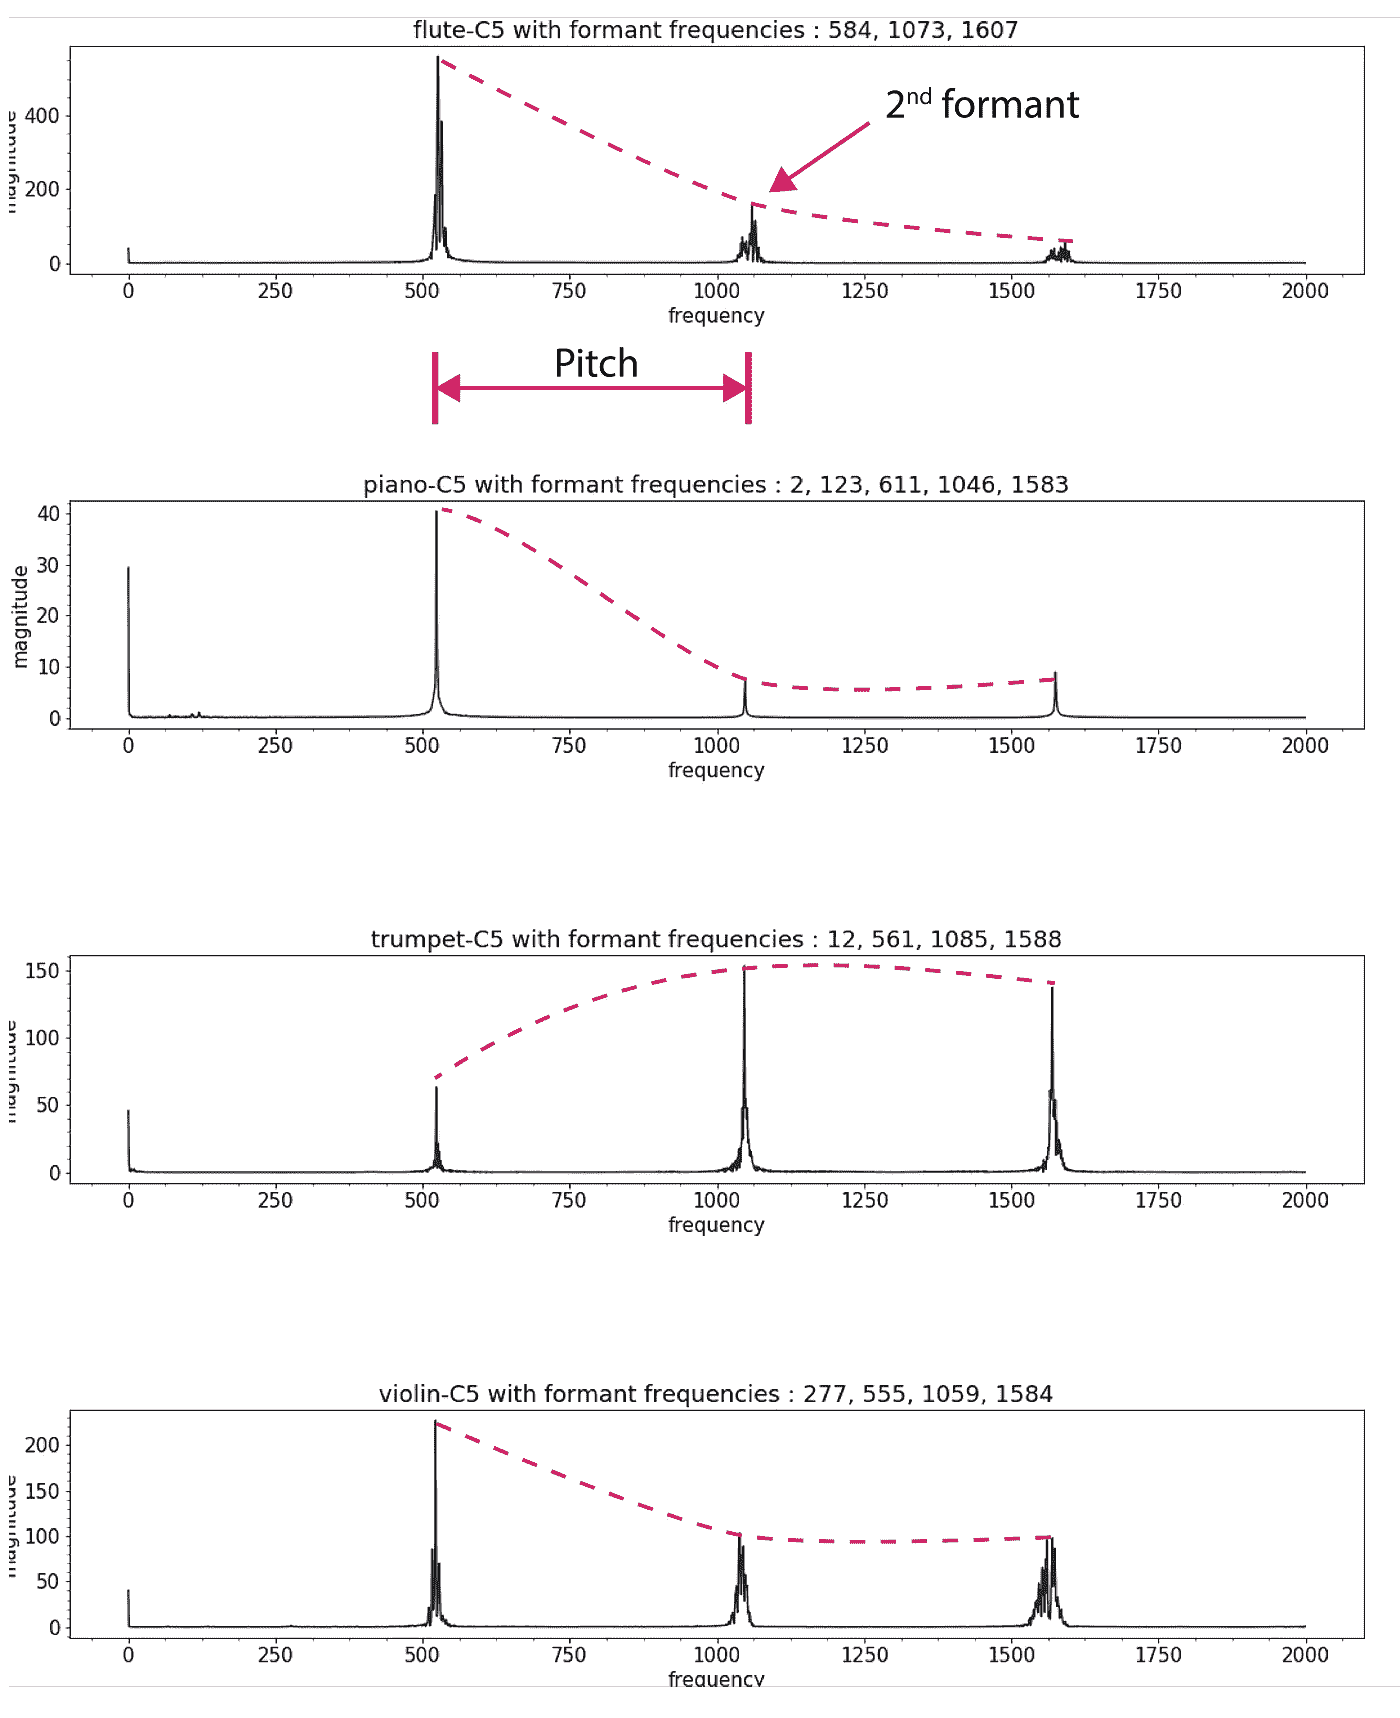 flute-C5 with formant frequencies : 584, 1073, 1607
2nd formant
magnitude
400
200
0
0 250 500 750 1000 1250 1500 1750 2000
frequency
Pitch
piano-C5 with formant frequencies : 2, 123, 611, 1046, 1583
magnitude
40
30
20
10
0
0 250 500 750 1000 1250 1500 1750 2000
frequency
trumpet-C5 with formant frequencies : 12, 561, 1085, 1588
magnitude
150
100
50
0
0 250 500 750 1000 1250 1500 1750 2000
frequency
violin-C5 with formant frequencies : 277, 555, 1059, 1584
magnitude
200
150
100
50
0
0 250 500 750 1000 1250 1500 1750 2000
frequency